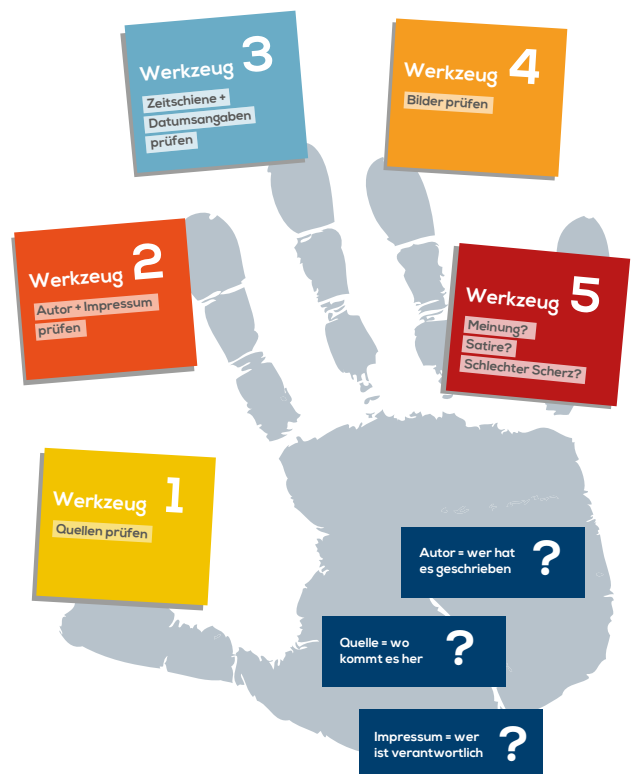 Werkzeug 3
Zeitschiene +
Datumsangaben
prüfen
Werkzeug 4
Bilder prüfen
Werkzeug 2
Autor + Impressum
prüfen
Werkzeug 5
Meinung?
Satire?
Schlechter Scherz?
Werkzeug 1
Quellen prüfen
Autor = wer hat
es geschrieben ?
Quelle = wo
kommt es her ?
Impressum = wer
ist verantwortlich ?